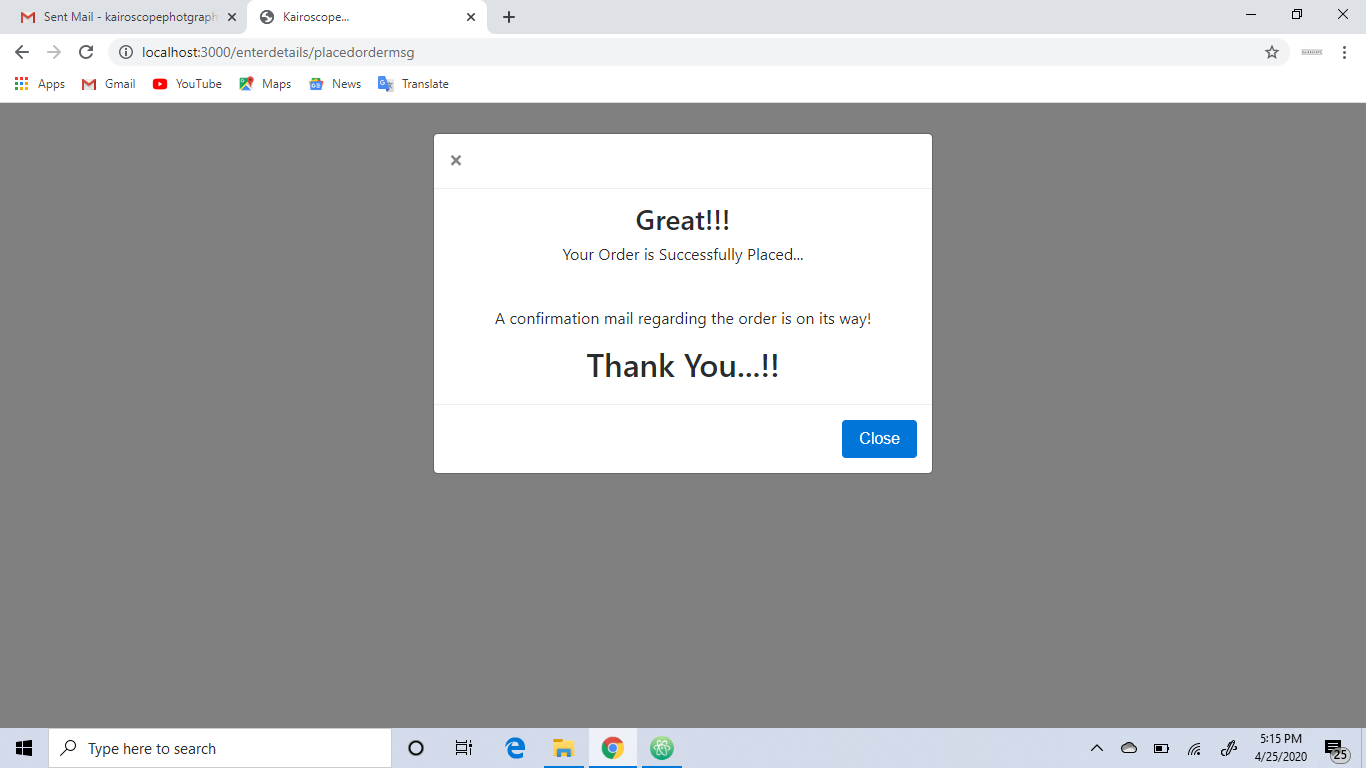 Sent Mail - kairoscopephotgraph
Kairoscope...
localhost:3000/enterdetails/placedordermsg
Apps Gmail YouTube Maps News Translate
Great!!!
Your Order is Successfully Placed...
A confirmation mail regarding the order is on its way!
Thank You...!!
Close
Type here to search
5:15 PM
4/25/2020
25